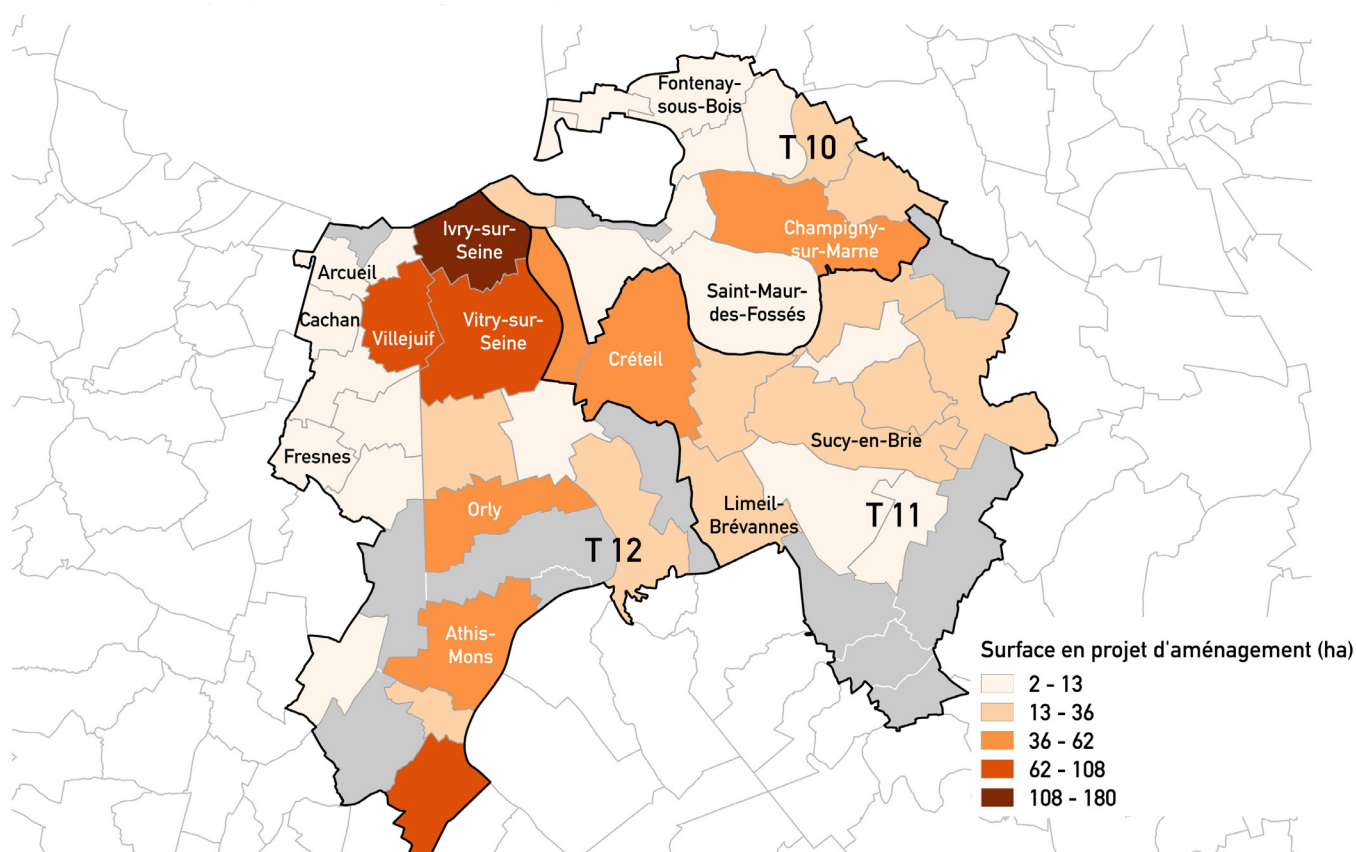 Fontenay-
sous-Bois
T 10
Ivry-sur-
Seine
Champigny-
sur-Marne
Arcueil
Saint-Maur-
des-Fossés
Cachan
Villejuif
Vitry-sur-
Seine
Créteil
Sucy-en-Brie
Fresnes
Orly
Limeil-
Brévannes
T 11
T 12
Athis-
Mons
Surface en projet d'aménagement (ha)
2 - 13
13 - 36
36 - 62
62 - 108
108 - 180